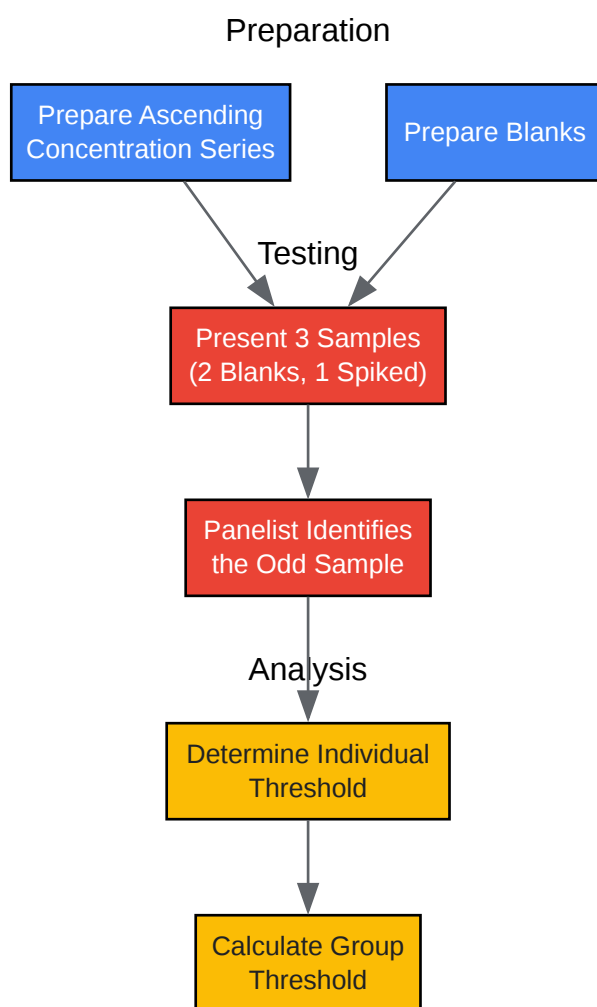 Preparation
Prepare Ascending
Concentration Series
Prepare Blanks
Testing
Present 3 Samples
(2 Blanks, 1 Spiked)
Panelist Identifies
the Odd Sample
Analysis
Determine Individual
Threshold
Calculate Group
Threshold